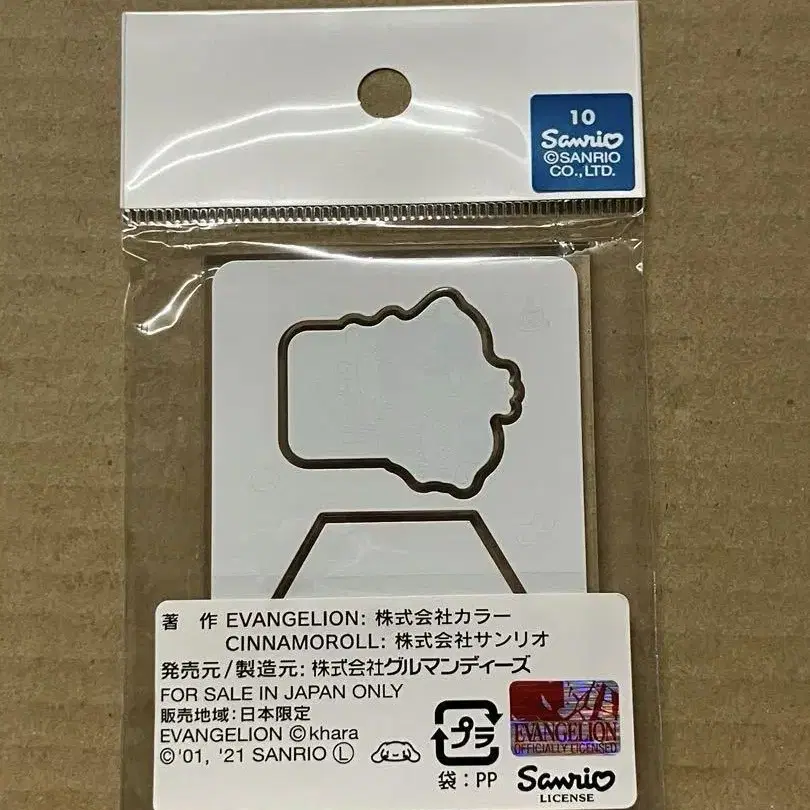 10
Sanrio
©SANRIO
CO.,LTD.
著 作 EVANGELION: 株式会社カラー
CINNAMOROLL: 株式会社サンリオ
発売元/製造元: 株式会社グルマンディーズ
FOR SALE IN JAPAN ONLY
販売地域:日本限定
EVANGELION ©khara
©'01, '21 SANRIO Ⓛ
プラ
袋:PP
EVANGELION
OFFICIALLY LICENSED
Sanrio
LICENSE